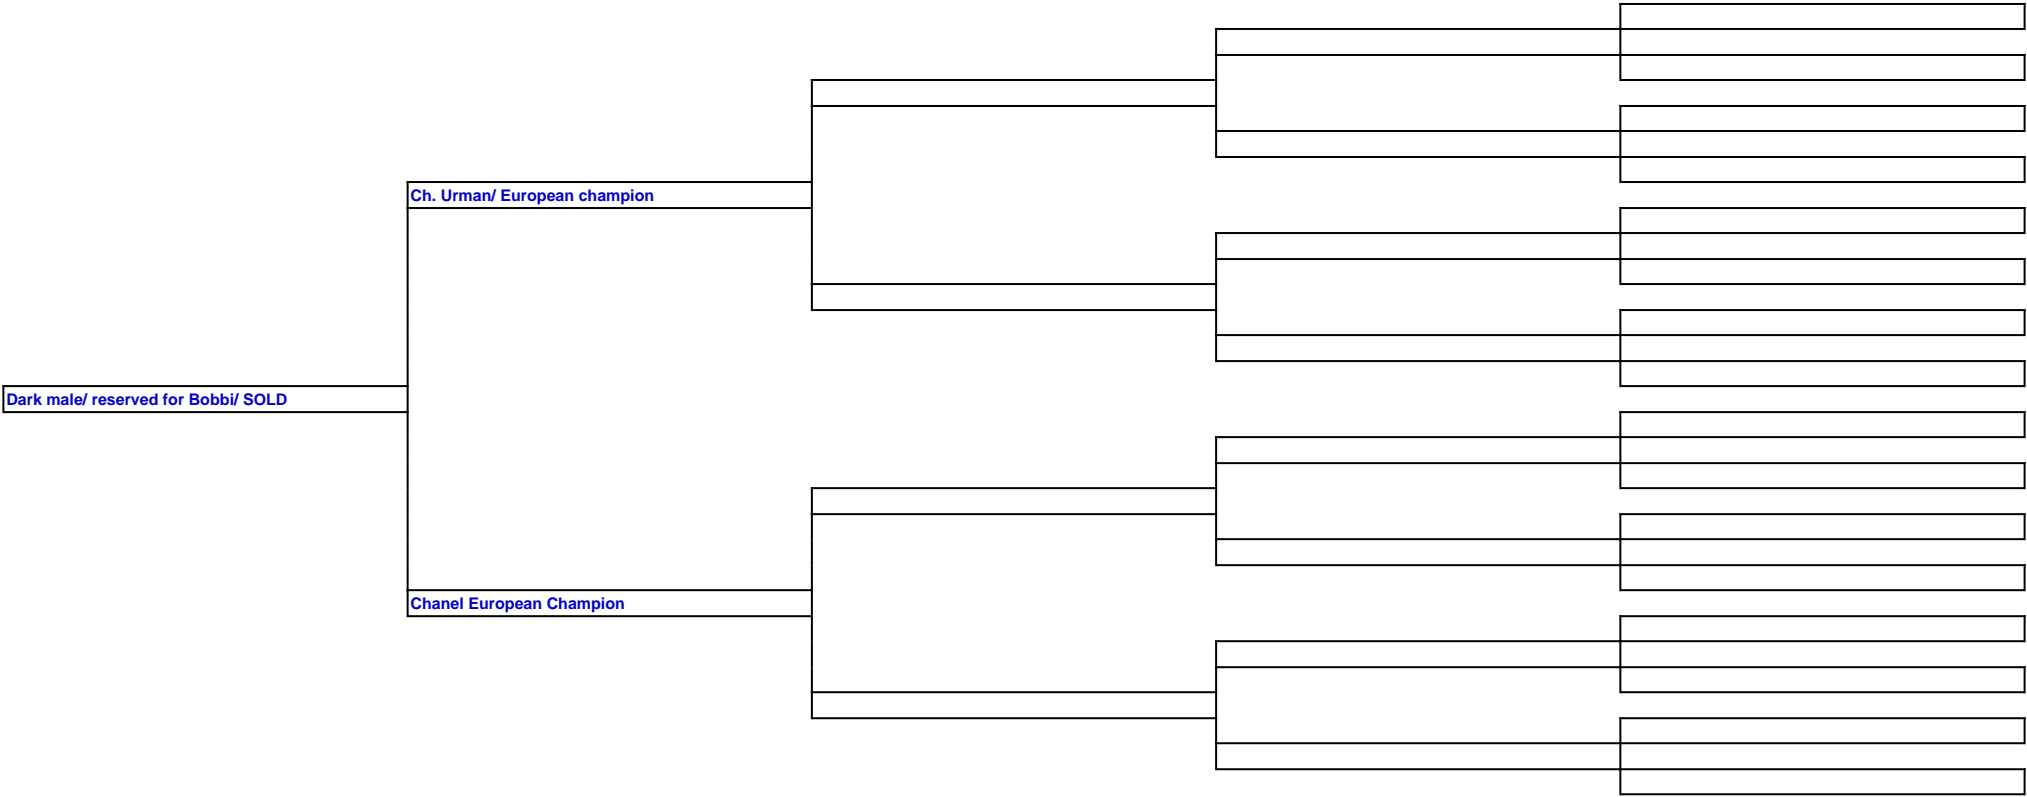 Ch. Urman/ European champion
Dark male/ reserved for Bobbi/ SOLD
Chanel European Champion